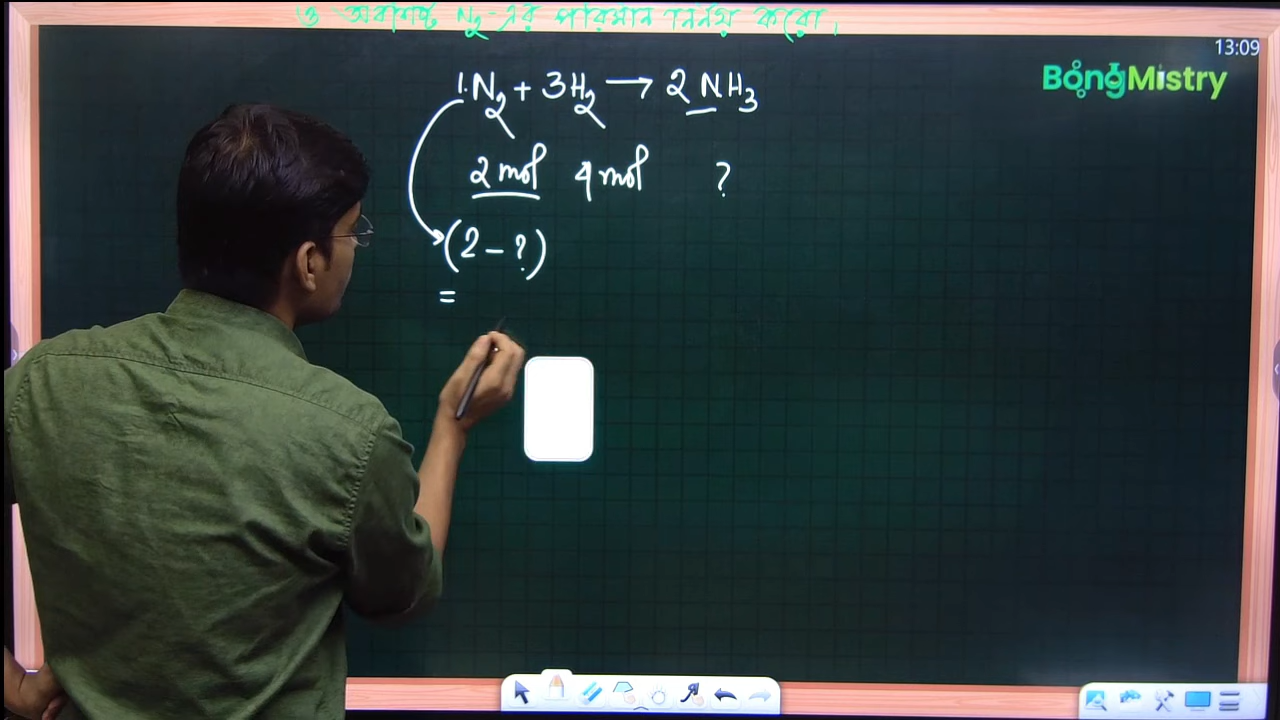 ও অবশিষ্ট N₂-এর পরিমান নির্ণয় করো।
13:09
BongMistry
1.N₂ + 3H₂ → 2NH₃
2 mol 4 mol ?
(2 - ?)
=